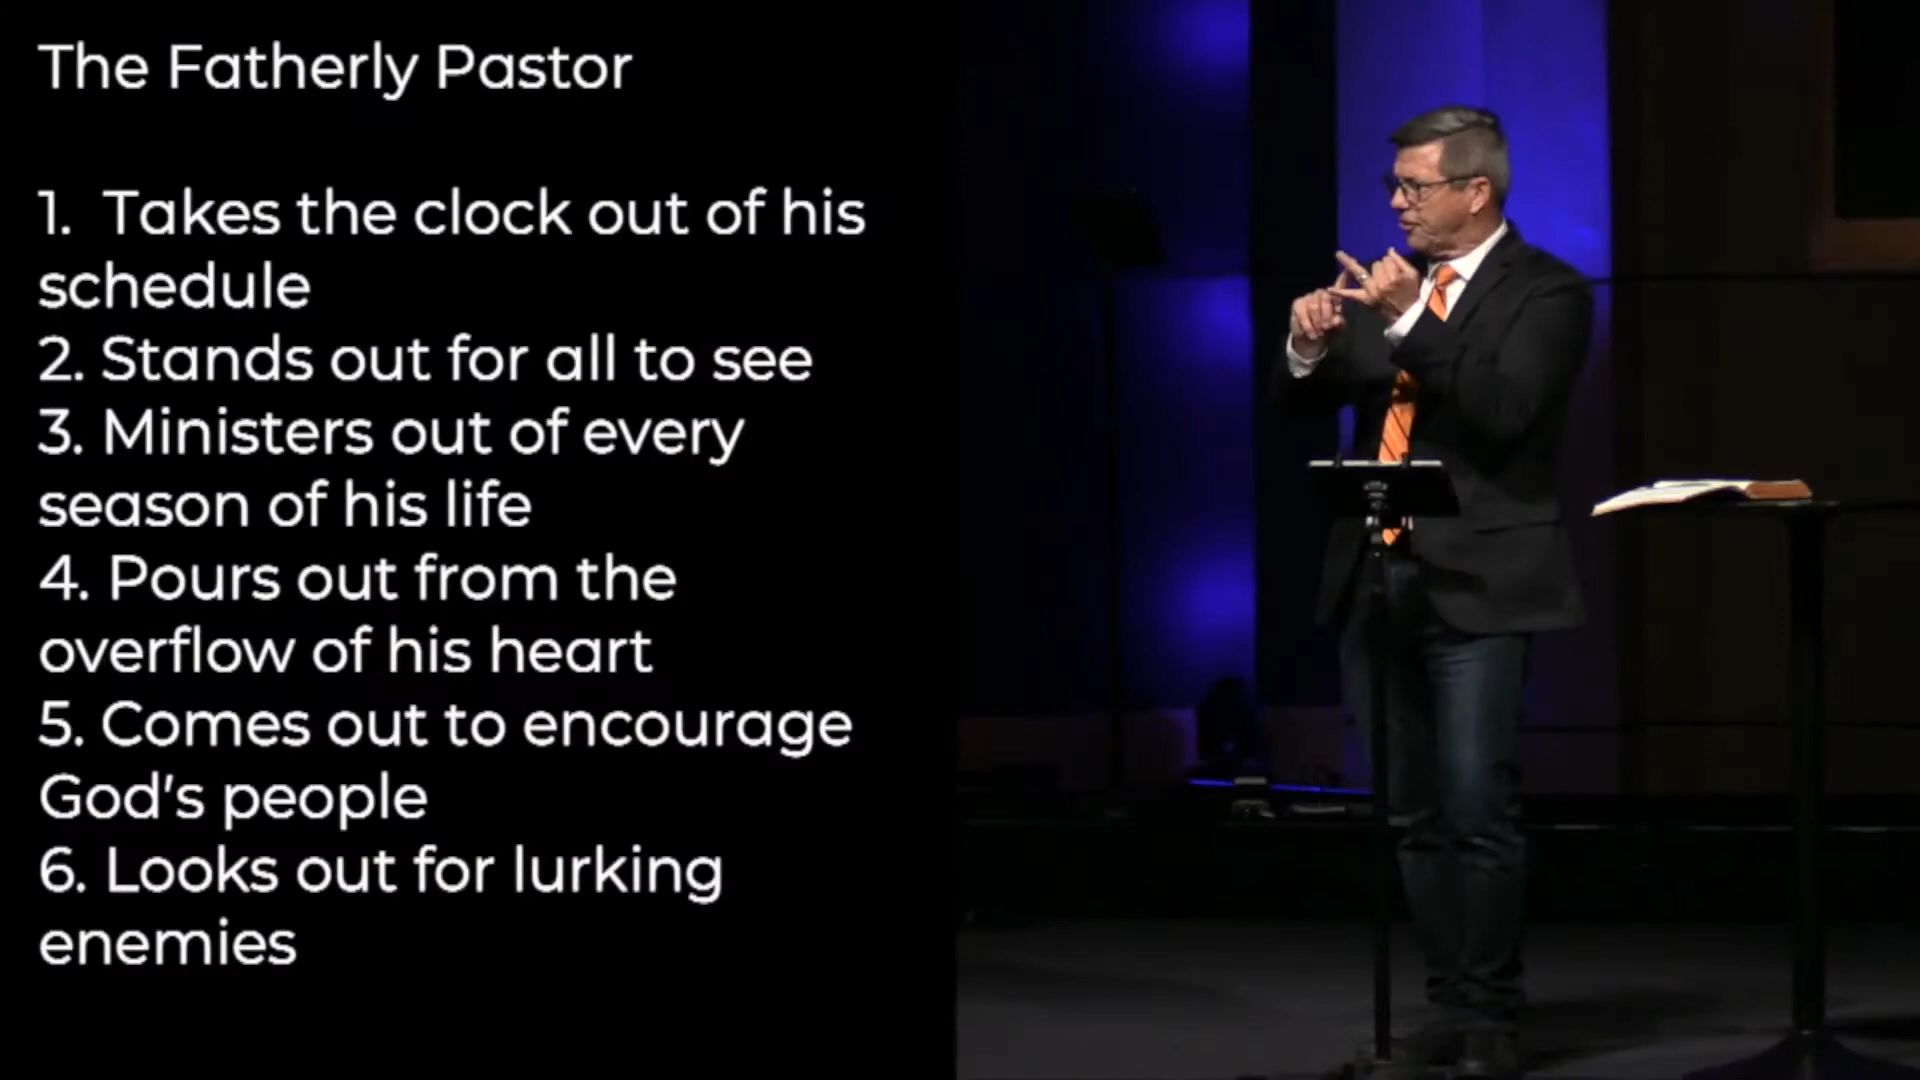 The Fatherly Pastor
1. Takes the clock out of his
schedule
2. Stands out for all to see
3. Ministers out of every
season of his life
4. Pours out from the
overflow of his heart
5. Comes out to encourage
God's people
6. Looks out for lurking
enemies